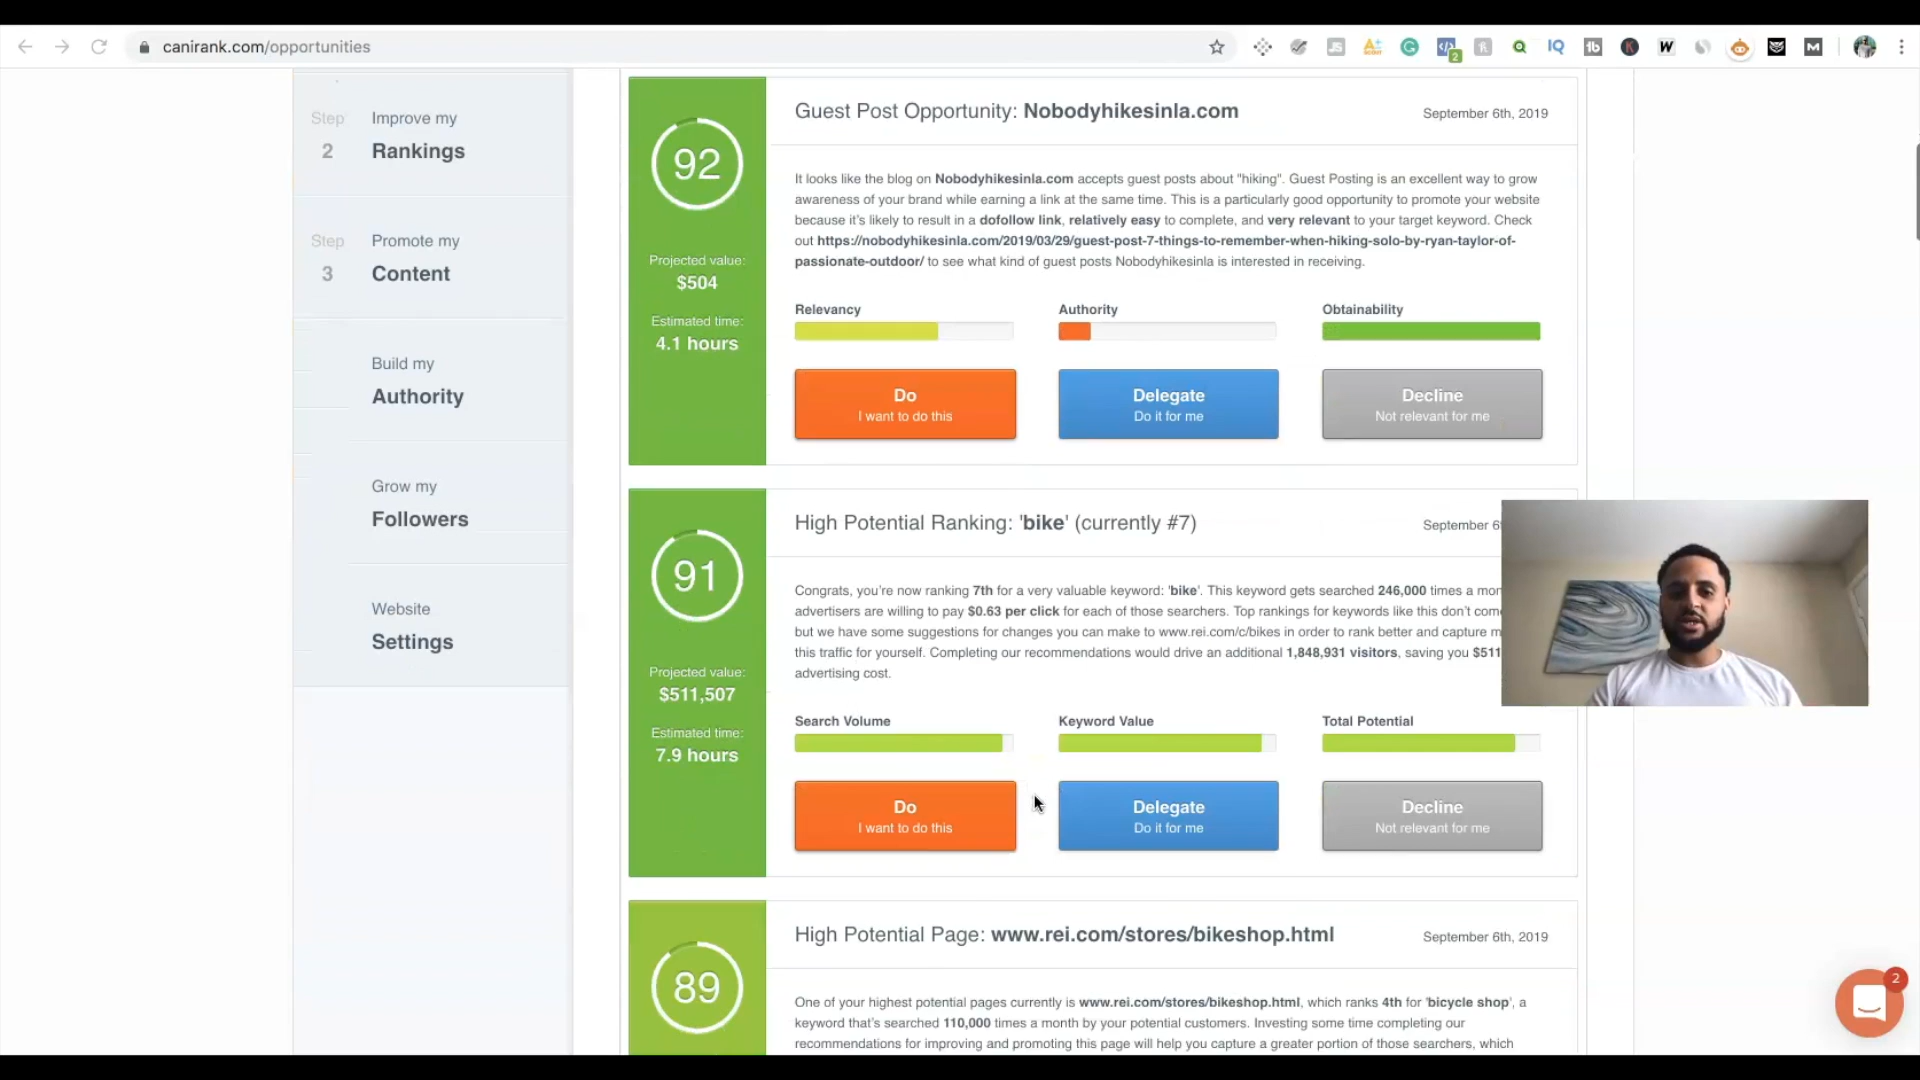 canirank.com/opportunities
Step
2
Improve my
Rankings
Step
3
Promote my
Content
Build my
Authority
Grow my
Followers
Website
Settings
92
Projected value:
$504
Estimated time:
4.1 hours
Guest Post Opportunity: Nobodyhikesinla.com
September 6th, 2019
It looks like the blog on Nobodyhikesinla.com accepts guest posts about "hiking". Guest Posting is an excellent way to grow
awareness of your brand while earning a link at the same time. This is a particularly good opportunity to promote your website
because it's likely to result in a dofollow link, relatively easy to complete, and very relevant to your target keyword. Check
out https://nobodyhikesinla.com/2019/03/29/guest-post-7-things-to-remember-when-hiking-solo-by-ryan-taylor-of-
passionate-outdoor/ to see what kind of guest posts Nobodyhikesinla is interested in receiving.
Relevancy
Authority
Obtainability
Do
I want to do this
Delegate
Do it for me
Decline
Not relevant for me
91
Projected value:
$511,507
Estimated time:
7.9 hours
High Potential Ranking: 'bike' (currently #7)
September 6
Congrats, you're now ranking 7th for a very valuable keyword: 'bike'. This keyword gets searched 246,000 times a mon
advertisers are willing to pay $0.63 per click for each of those searchers. Top rankings for keywords like this don't com
but we have some suggestions for changes you can make to www.rei.com/c/bikes in order to rank better and capture m
this traffic for yourself. Completing our recommendations would drive an additional 1,848,931 visitors, saving you $511
advertising cost.
Search Volume
Keyword Value
Total Potential
Do
I want to do this
Delegate
Do it for me
Decline
Not relevant for me
89
High Potential Page: www.rei.com/stores/bikeshop.html
September 6th, 2019
One of your highest potential pages currently is www.rei.com/stores/bikeshop.html, which ranks 4th for 'bicycle shop', a
keyword that's searched 110,000 times a month by your potential customers. Investing some time completing our
recommendations for improving and promoting this page will help you capture a greater portion of those searchers, which
2